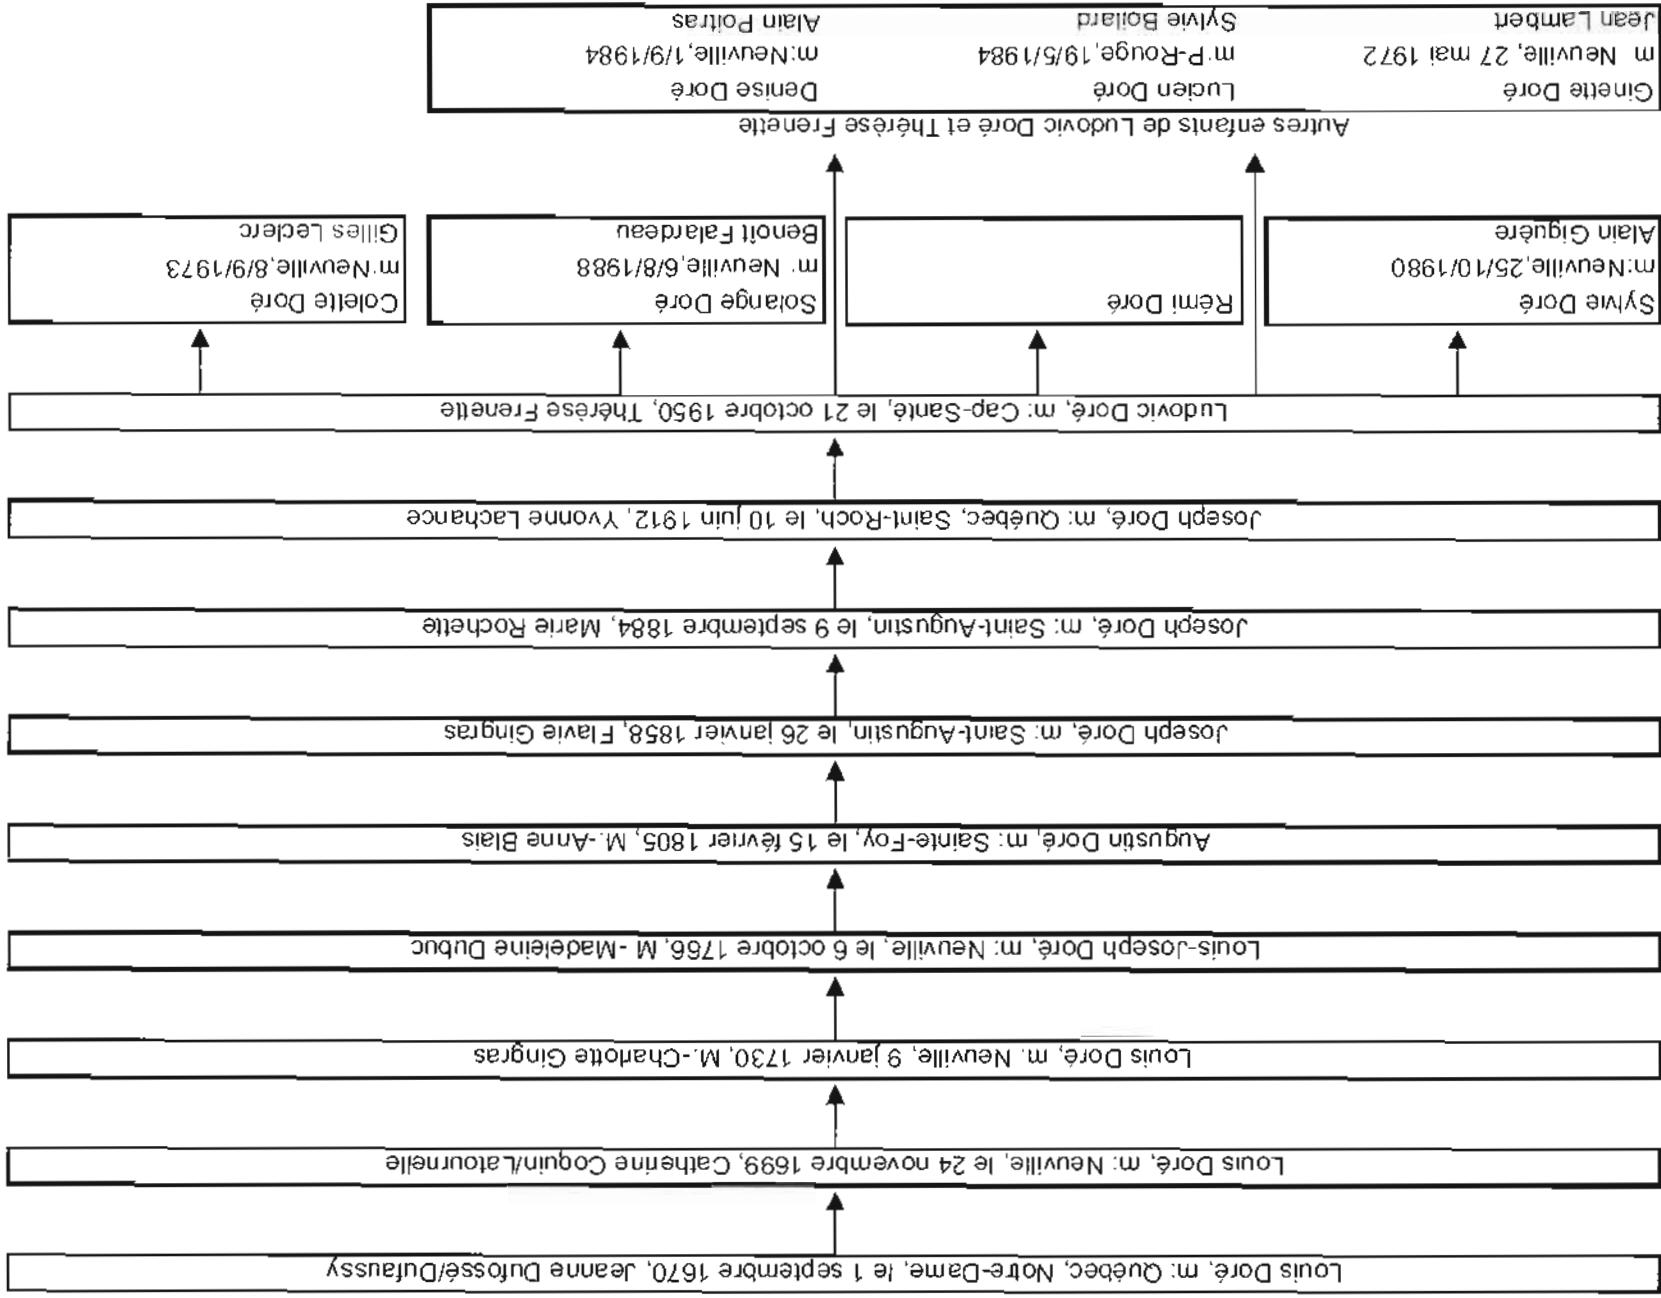 Louis Doré, m: Québec, Notre-Dame, le 1 septembre 1670, Jeanne Dufossé/Dufaussy
Louis Doré, m: Neuville, le 24 novembre 1699, Catherine Coquin/Latournelle
Louis Doré, m. Neuville, 9 janvier 1730, M.-Charlotte Gingras
Louis-Joseph Doré, m: Neuville, le 6 octobre 1766, M -Madeleine Dubuc
Augustin Doré, m: Sainte-Foy, le 15 février 1805, M.-Anne Blais
Joseph Doré, m: Saint-Augustin, le 26 janvier 1858, Flavie Gingras
Joseph Doré, m: Saint-Augustin, le 9 septembre 1884, Marie Rochette
Joseph Doré, m: Québec, Saint-Roch, le 10 juin 1912, Yvonne Lachance
Ludovic Doré, m: Cap-Santé, le 21 octobre 1950, Thérèse Frenette
Sylvie Doré
m:Neuville,25/10/1980
Alain Giguère
Rémi Doré
Solange Doré
m: Neuville,6/8/1988
Benoît Falardeau
Colette Doré
m:Neuville,8/9/1973
Gilles Leclerc
Autres enfants de Ludovic Doré et Thérèse Frenette
Ginette Doré
m Neuville, 27 mai 1972
Jean Lambert
Lucien Doré
m:P-Rouge,19/5/1984
Sylvie Boilard
Denise Doré
m:Neuville,1/9/1984
Alain Poitras